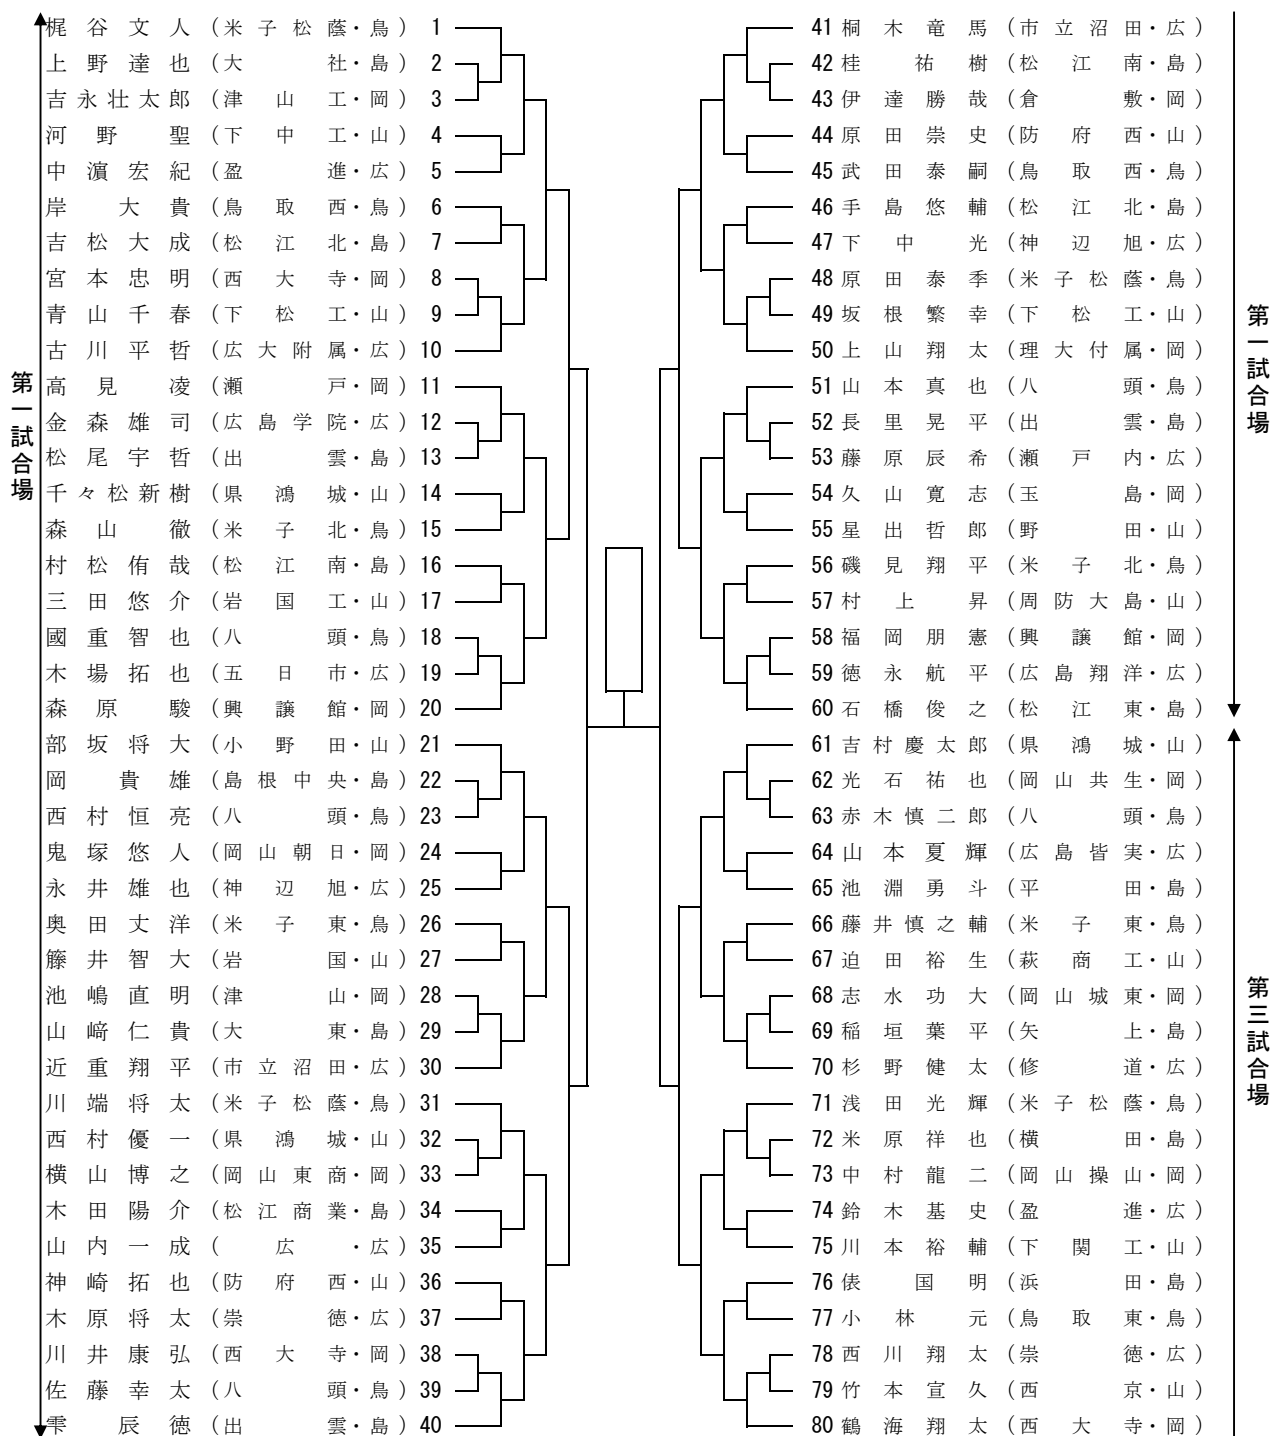 梶谷文人(米子松蔭・鳥) 1
上野達也(大社・島) 2
吉永壮太郎(津山工・岡) 3
河野聖(下中工・山) 4
中濵宏紀(盈進・広) 5
岸大貴(鳥取西・鳥) 6
吉松大成(松江北・島) 7
宮本忠明(西大寺・岡) 8
青山千春(下松工・山) 9
古川平哲(広大附属・広) 10
高見凌(瀬戸・岡) 11
金森雄司(広島学院・広) 12
松尾宇哲(出雲・島) 13
千々松新樹(県鴻城・山) 14
森山徹(米子北・鳥) 15
村松侑哉(松江南・島) 16
三田悠介(岩国工・山) 17
國重智也(八頭・鳥) 18
木場拓也(五日市・広) 19
森原駿(興譲館・岡) 20
部坂将大(小野田・山) 21
岡貴雄(島根中央・島) 22
西村恒亮(八頭・鳥) 23
鬼塚悠人(岡山朝日・岡) 24
永井雄也(神辺旭・広) 25
奥田丈洋(米子東・鳥) 26
籐井智大(岩国・山) 27
池嶋直明(津山・岡) 28
山﨑仁貴(大東・島) 29
近重翔平(市立沼田・広) 30
川端将太(米子松蔭・鳥) 31
西村優一(県鴻城・山) 32
横山博之(岡山東商・岡) 33
木田陽介(松江商業・島) 34
山内一成(広・広) 35
神崎拓也(防府西・山) 36
木原将太(崇徳・広) 37
川井康弘(西大寺・岡) 38
佐藤幸太(八頭・鳥) 39
雫辰徳(出雲・島) 40
第一試合場
41 桐木竜馬(市立沼田・広)
42 桂祐樹(松江南・島)
43 伊達勝哉(倉敷・岡)
44 原田崇史(防府西・山)
45 武田泰嗣(鳥取西・鳥)
46 手島悠輔(松江北・島)
47 下中光(神辺旭・広)
48 原田泰季(米子松蔭・鳥)
49 坂根繁幸(下松工・山)
50 上山翔太(理大付属・岡)
51 山本真也(八頭・鳥)
52 長里晃平(出雲・島)
53 藤原辰希(瀬戸内・広)
54 久山寛志(玉島・岡)
55 星出哲郎(野田・山)
56 磯見翔平(米子北・鳥)
57 村上昇(周防大島・山)
58 福岡朋憲(興譲館・岡)
59 徳永航平(広島翔洋・広)
60 石橋俊之(松江東・島)
61 吉村慶太郎(県鴻城・山)
62 光石祐也(岡山共生・岡)
63 赤木慎二郎(八頭・鳥)
64 山本夏輝(広島皆実・広)
65 池淵勇斗(平田・島)
66 藤井慎之輔(米子東・鳥)
67 迫田裕生(萩商工・山)
68 志水功大(岡山城東・岡)
69 稲垣葉平(矢上・島)
70 杉野健太(修道・広)
71 浅田光輝(米子松蔭・鳥)
72 米原祥也(横田・島)
73 中村龍二(岡山操山・岡)
74 鈴木基史(盈進・広)
75 川本裕輔(下関工・山)
76 俵国明(浜田・島)
77 小林元(鳥取東・鳥)
78 西川翔太(崇徳・広)
79 竹本宣久(西京・山)
80 鶴海翔太(西大寺・岡)
第一試合場
第三試合場